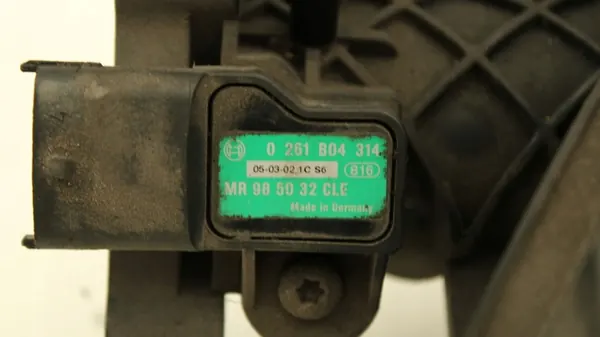 0 261 B04 314
05-03-02 1C S6 B16
MR 98 50 32 CLE
Made in Germany